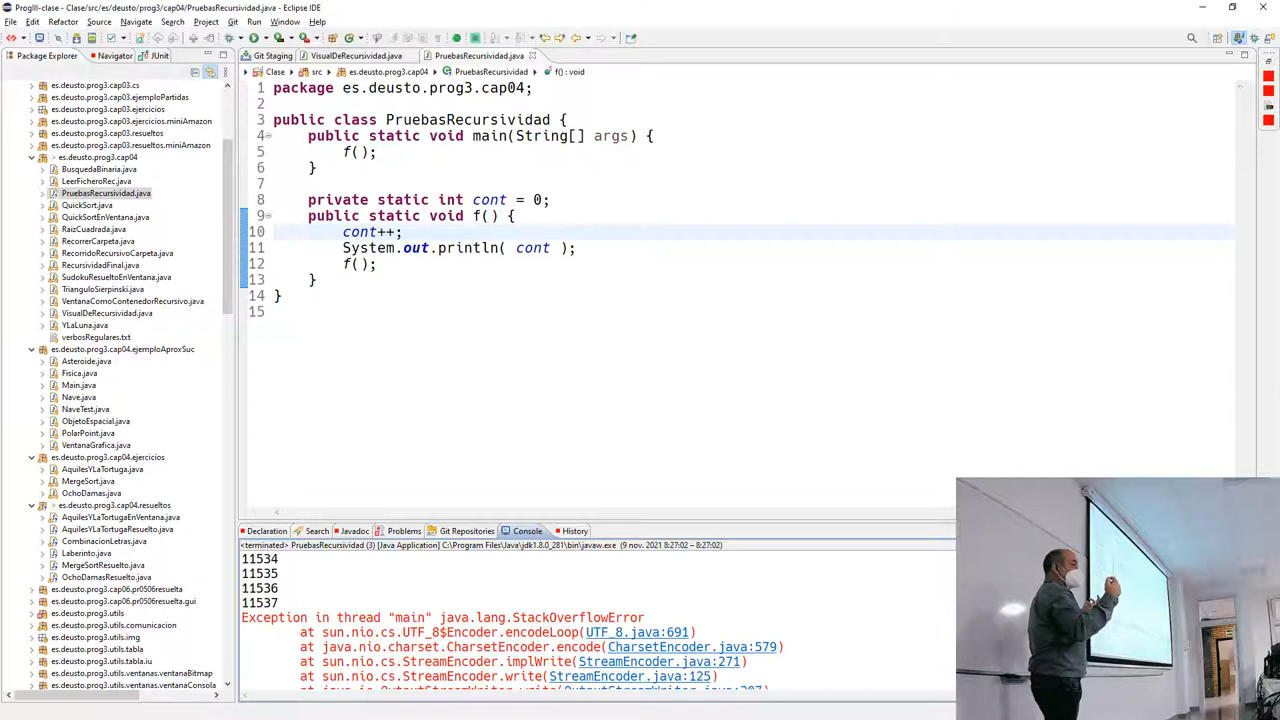 ProgIII-clase - Clase/src/es/deusto/prog3/cap04/PruebasRecursividad.java - Eclipse IDE
File Edit Refactor Source Navigate Search Project Git Run Window Help
Package Explorer Navigator JUnit
Git Staging VisualDeRecursividad.java PruebasRecursividad.java
Clase src es.deusto.prog3.cap04 PruebasRecursividad f() : void
es.deusto.prog3.cap03.cs
es.deusto.prog3.cap03.ejemploPartidas
es.deusto.prog3.cap03.ejercicios
es.deusto.prog3.cap03.ejercicios.miniAmazon
es.deusto.prog3.cap03.resueltos
es.deusto.prog3.cap03.resueltos.miniAmazon
es.deusto.prog3.cap04
BusquedaBinaria.java
LeerFicheroRec.java
PruebasRecursividad.java
QuickSort.java
QuickSortEnVentana.java
RaizCuadrada.java
RecorrerCarpeta.java
RecorridoRecursivoCarpeta.java
RecursividadFinal.java
SudokuResueltoEnVentana.java
TrianguloSierpinski.java
VentanaComoContenedorRecursivo.java
VisualDeRecursividad.java
YLaLuna.java
verbosRegulares.txt
es.deusto.prog3.cap04.ejemploAproxSuc
Asteroide.java
Fisica.java
Main.java
Nave.java
NaveTest.java
ObjetoEspacial.java
PolarPoint.java
VentanaGrafica.java
es.deusto.prog3.cap04.ejercicios
AquilesYLaTortuga.java
MergeSort.java
OchoDamas.java
es.deusto.prog3.cap04.resueltos
AquilesYLaTortugaEnVentana.java
AquilesYLaTortugaResuelto.java
CombinacionLetras.java
Laberinto.java
MergeSortResuelto.java
OchoDamasResuelto.java
es.deusto.prog3.cap06.pr0506resuelta
es.deusto.prog3.cap06.pr0506resuelta.gui
es.deusto.prog3.utils
es.deusto.prog3.utils.comunicacion
es.deusto.prog3.utils.img
es.deusto.prog3.utils.tabla
es.deusto.prog3.utils.tabla.iu
es.deusto.prog3.utils.ventanas.ventanaBitmap
es.deusto.prog3.utils.ventanas.ventanaConsola
1 package es.deusto.prog3.cap04;
2
3 public class PruebasRecursividad {
4 public static void main(String[] args) {
5 f();
6 }
7
8 private static int cont = 0;
9 public static void f() {
10 cont++;
11 System.out.println( cont );
12 f();
13 }
14 }
15
Declaration Search Javadoc Problems Git Repositories Console History
<terminated> PruebasRecursividad (3) [Java Application] C:\Program Files\Java\jdk1.8.0_281\bin\javaw.exe (9 nov. 2021 8:27:02 – 8:27:02)
11534
11535
11536
11537
Exception in thread "main" java.lang.StackOverflowError
at sun.nio.cs.UTF_8$Encoder.encodeLoop(UTF_8.java:691)
at java.nio.charset.CharsetEncoder.encode(CharsetEncoder.java:579)
at sun.nio.cs.StreamEncoder.implWrite(StreamEncoder.java:271)
at sun.nio.cs.StreamEncoder.write(StreamEncoder.java:125)
at java.io.OutputStreamWriter.write(OutputStreamWriter.java:207)